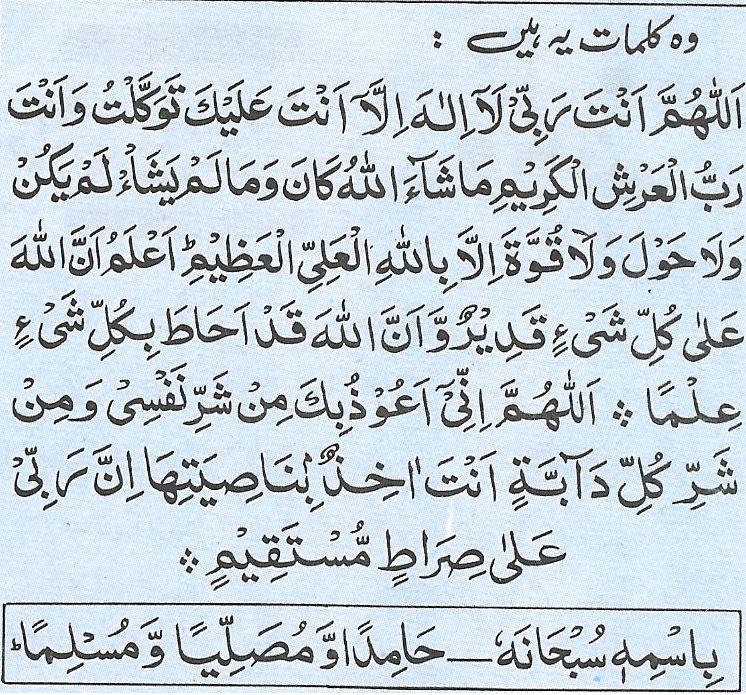 وہ کلمات یہ ہیں :
اَللّٰهُمَّ اَنْتَ رَبِّیْ لَآ اِلٰهَ اِلَّآ اَنْتَ عَلَیْكَ تَوَكَّلْتُ وَاَنْتَ
رَبُّ الْعَرْشِ الْكَرِیْمِ مَاشَآءَ اللّٰهُ كَانَ وَمَا لَمْ یَشَأْ لَمْ یَكُنْ
وَلَا حَوْلَ وَلَا قُوَّةَ اِلَّا بِاللّٰهِ الْعَلِیِّ الْعَظِیْمِؕ اَعْلَمُ اَنَّ اللّٰهَ
عَلٰی كُلِّ شَیْءٍ قَدِیْرٌ وَّاَنَّ اللّٰهَ قَدْ اَحَاطَ بِكُلِّ شَیْءٍ
عِلْمًا ۞ اَللّٰهُمَّ اِنِّیْٓ اَعُوْذُبِكَ مِنْ شَرِّ نَفْسِیْ وَمِنْ
شَرِّ كُلِّ دَآبَّةٍ اَنْتَ اٰخِذٌۢ بِنَاصِیَتِهَا اِنَّ رَبِّیْ
عَلٰی صِرَاطٍ مُّسْتَقِیْمٍ ۞
بِاسْمِهٖ سُبْحَانَهٗ — حَامِدًا وَّ مُصَلِّیًا وَّ مُسْلِمًاؕ